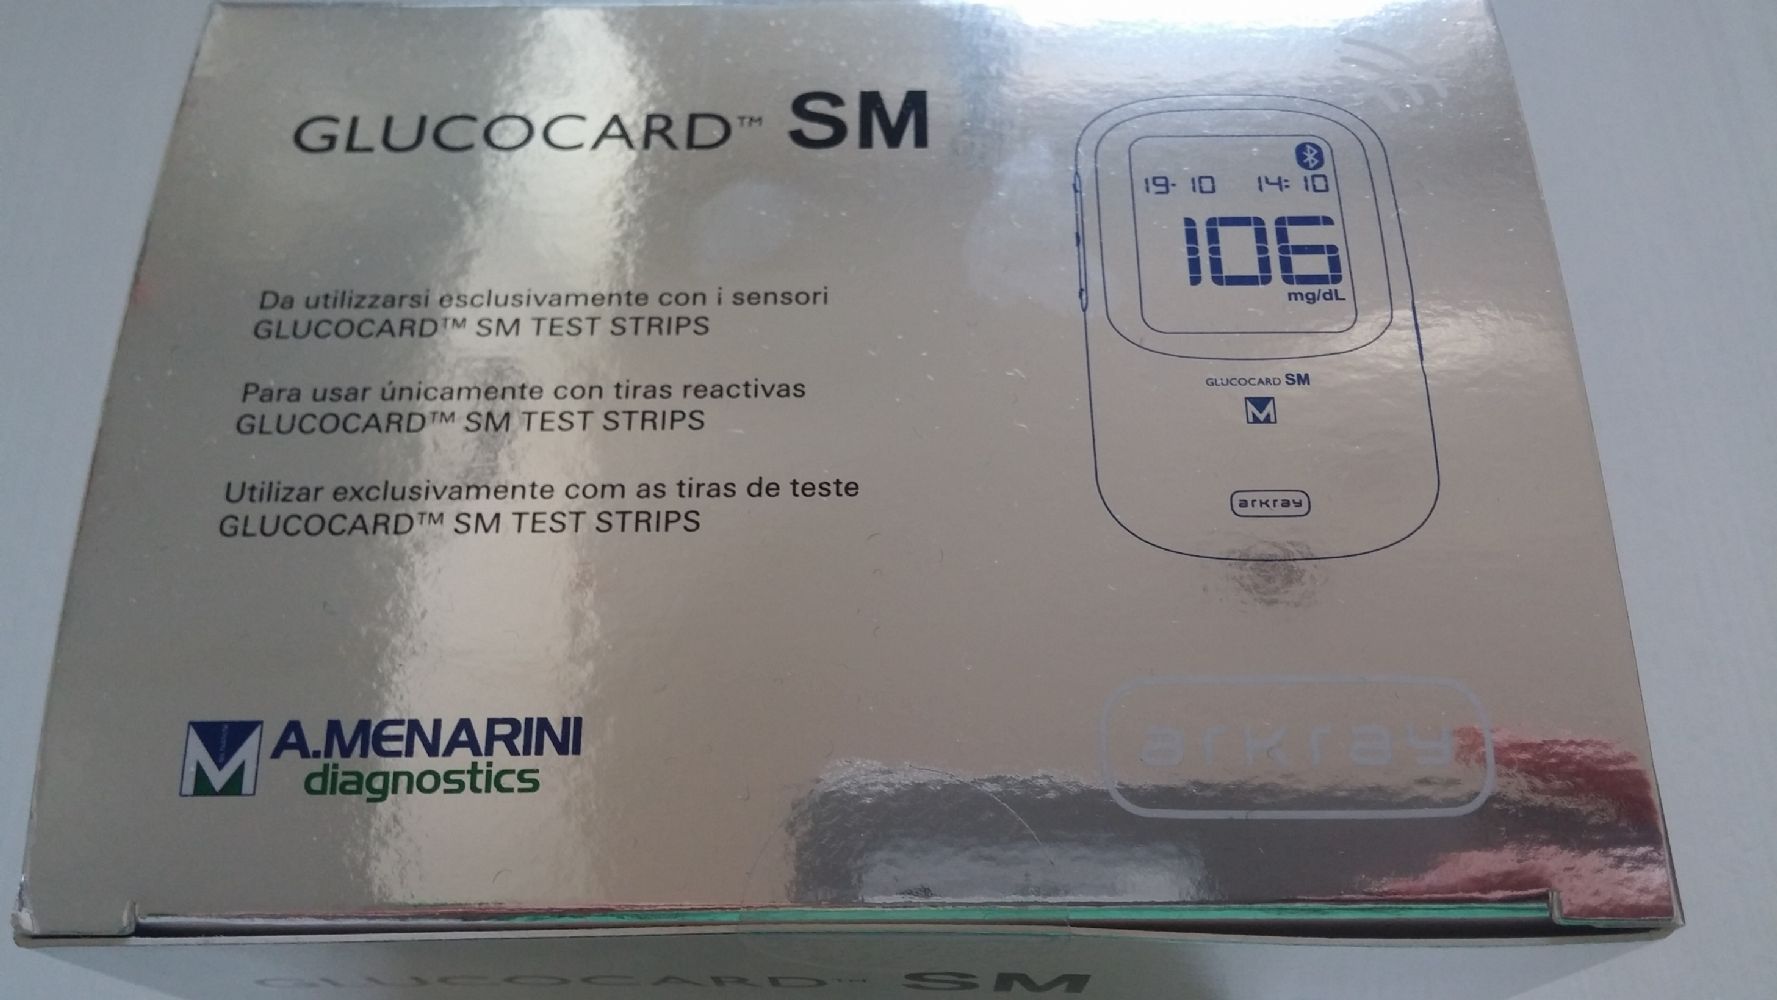 GLUCOCARD™ SM
Da utilizzarsi esclusivamente con i sensori
GLUCOCARD™ SM TEST STRIPS
Para usar únicamente con tiras reactivas
GLUCOCARD™ SM TEST STRIPS
Utilizar exclusivamente com as tiras de teste
GLUCOCARD™ SM TEST STRIPS
19-10 14:10
106
mg/dL
GLUCOCARD SM
M
arkray
M A.MENARINI
diagnostics
arkray
GLUCOCARD™ SM